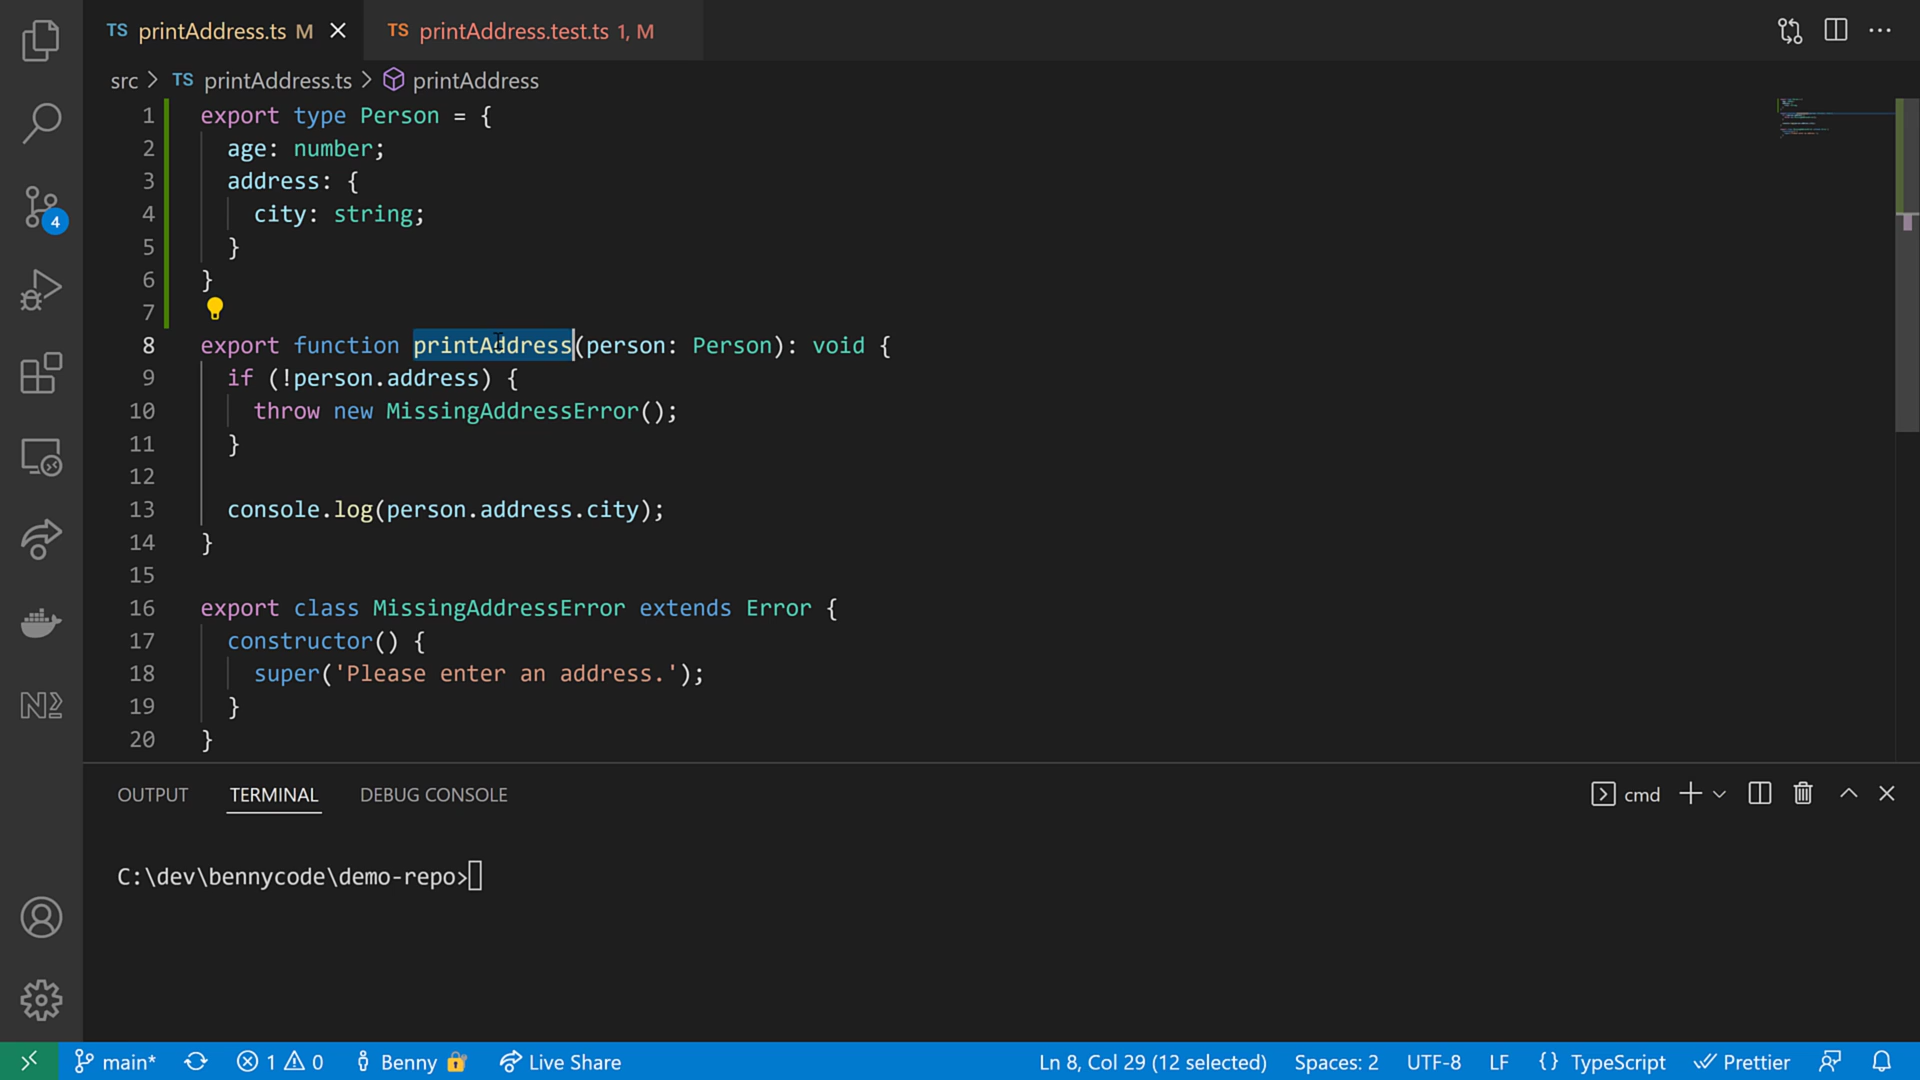 TS printAddress.ts M TS printAddress.test.ts 1, M
src > TS printAddress.ts > printAddress
1 export type Person = {
2 age: number;
3 address: {
4 city: string;
5 }
6 }
7
8 export function printAddress(person: Person): void {
9 if (!person.address) {
10 throw new MissingAddressError();
11 }
12
13 console.log(person.address.city);
14 }
15
16 export class MissingAddressError extends Error {
17 constructor() {
18 super('Please enter an address.');
19 }
20 }
4
OUTPUT TERMINAL DEBUG CONSOLE cmd
C:\dev\bennycode\demo-repo>
main* 1 0 Benny Live Share Ln 8, Col 29 (12 selected) Spaces: 2 UTF-8 LF {} TypeScript Prettier